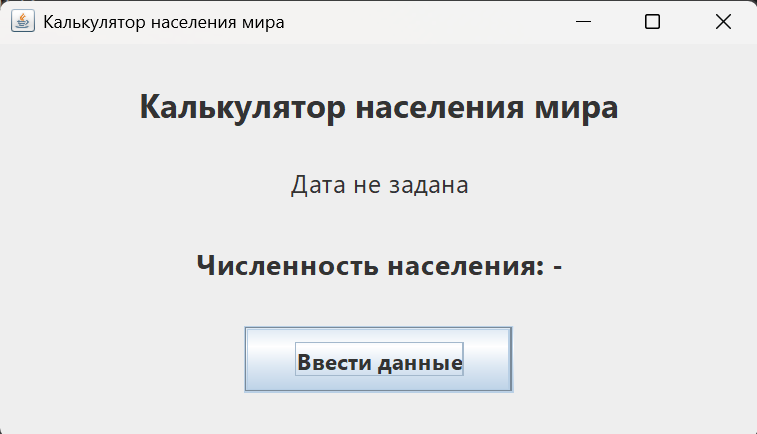 Калькулятор населения мира
Калькулятор населения мира
Дата не задана
Численность населения: -
Ввести данные